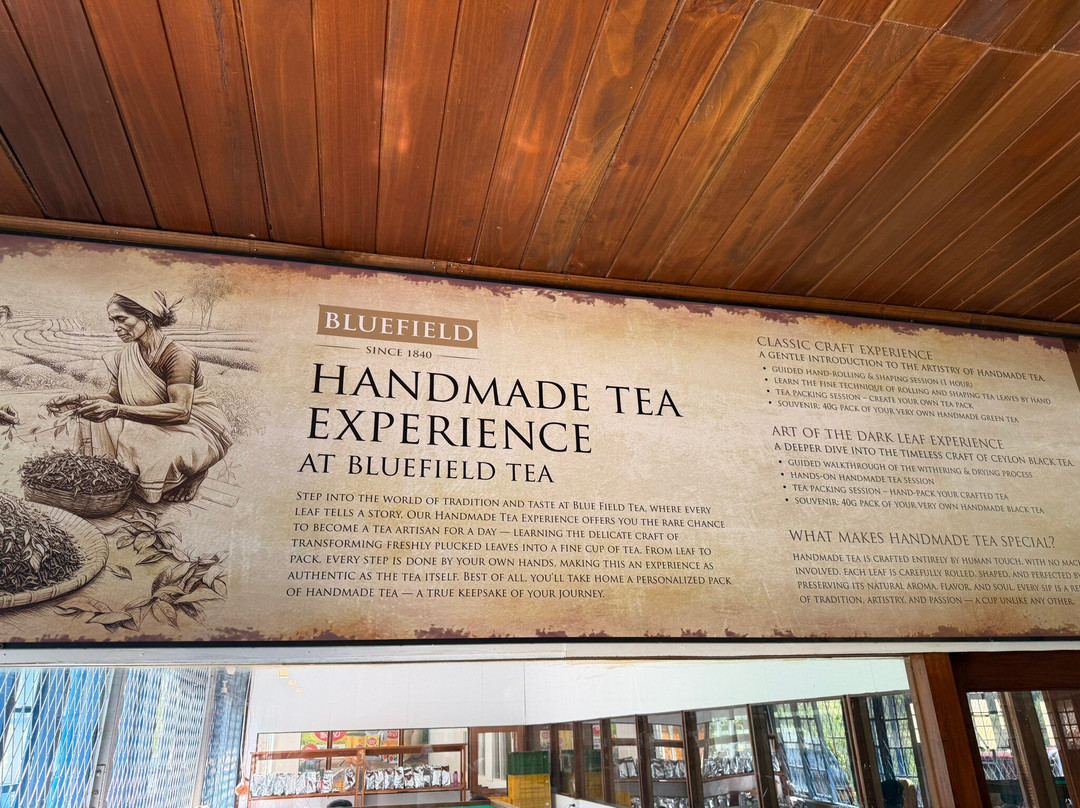 BLUEFIELD
SINCE 1840
HANDMADE TEA
EXPERIENCE
AT BLUEFIELD TEA
STEP INTO THE WORLD OF TRADITION AND TASTE AT BLUE FIELD TEA, WHERE EVERY
LEAF TELLS A STORY. OUR HANDMADE TEA EXPERIENCE OFFERS YOU THE RARE CHANCE
TO BECOME A TEA ARTISAN FOR A DAY — LEARNING THE DELICATE CRAFT OF
TRANSFORMING FRESHLY PLUCKED LEAVES INTO A FINE CUP OF TEA. FROM LEAF TO
PACK, EVERY STEP IS DONE BY YOUR OWN HANDS, MAKING THIS AN EXPERIENCE AS
AUTHENTIC AS THE TEA ITSELF. BEST OF ALL, YOU'LL TAKE HOME A PERSONALIZED PACK
OF HANDMADE TEA — A TRUE KEEPSAKE OF YOUR JOURNEY.
CLASSIC CRAFT EXPERIENCE
A GENTLE INTRODUCTION TO THE ARTISTRY OF HANDMADE TEA.
• GUIDED HAND-ROLLING & SHAPING SESSION (1 HOUR)
• LEARN THE FINE TECHNIQUE OF ROLLING AND SHAPING TEA LEAVES BY HAND
• TEA PACKING SESSION – CREATE YOUR OWN TEA PACK
• SOUVENIR: 40G PACK OF YOUR VERY OWN HANDMADE GREEN TEA
ART OF THE DARK LEAF EXPERIENCE
A DEEPER DIVE INTO THE TIMELESS CRAFT OF CEYLON BLACK TEA.
• GUIDED WALKTHROUGH OF THE WITHERING & DRYING PROCESS
• HANDS-ON HANDMADE TEA SESSION
• TEA PACKING SESSION – HAND-PACK YOUR CRAFTED TEA
• SOUVENIR: 40G PACK OF YOUR VERY OWN HANDMADE BLACK TEA
WHAT MAKES HANDMADE TEA SPECIAL?
HANDMADE TEA IS CRAFTED ENTIRELY BY HUMAN TOUCH, WITH NO
INVOLVED. EACH LEAF IS CAREFULLY ROLLED, SHAPED, AND PERFECTED
PRESERVING ITS NATURAL AROMA, FLAVOR, AND SOUL. EVERY SIP IS A
OF TRADITION, ARTISTRY, AND PASSION — A CUP UNLIKE ANY OTHER.